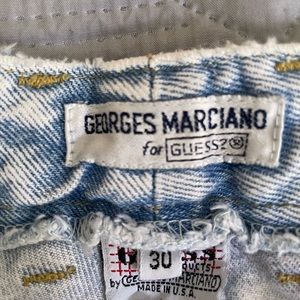 GEORGES MARCIANO
for GUESS?®
30
by GEORGES MARCIANO
MADE IN U.S.A.